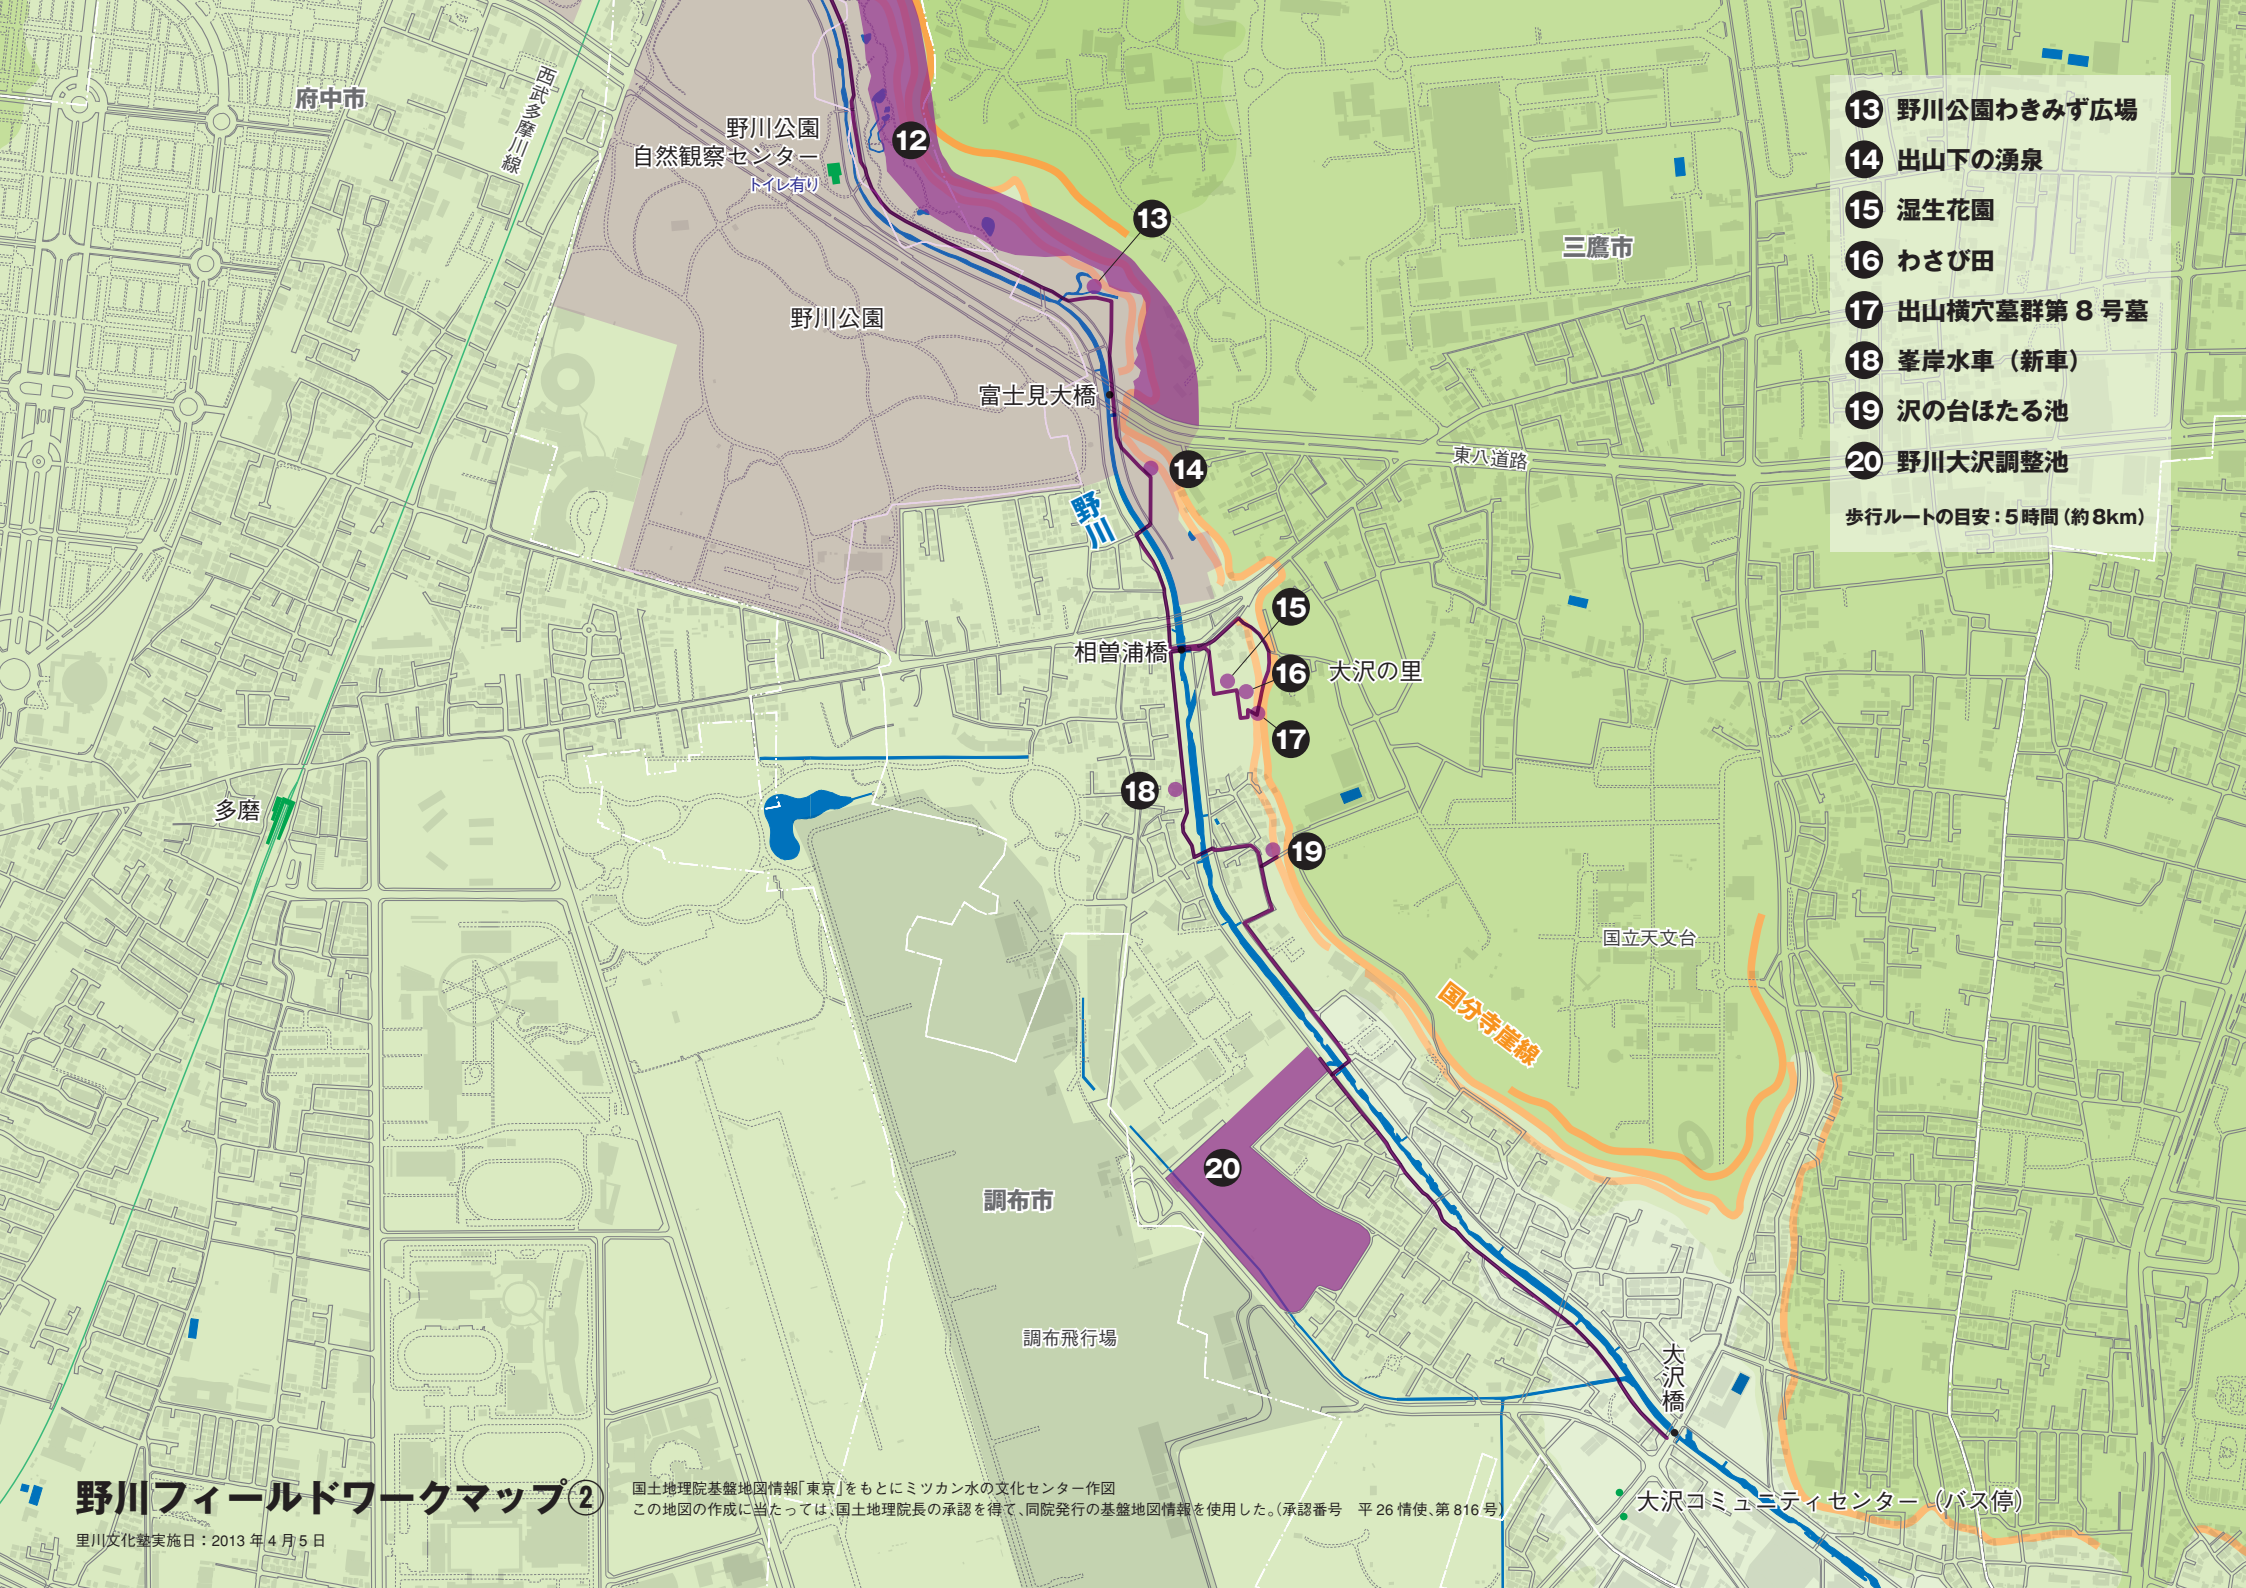 府中市
西武多摩川線
野川公園
自然観察センター
トイレ有り
12
13
野川公園
三鷹市
富士見大橋
14
東八道路
野川
15
相曽浦橋
16
大沢の里
17
18
多磨
19
国立天文台
国分寺崖線
20
調布市
調布飛行場
大沢橋
大沢コミュニティセンター（バス停）
13 野川公園わきみず広場
14 出山下の湧泉
15 湿生花園
16 わさび田
17 出山横穴墓群第 8 号墓
18 峯岸水車（新車）
19 沢の台ほたる池
20 野川大沢調整池
歩行ルートの目安：5 時間（約 8km）
野川フィールドワークマップ②
里川文化塾実施日：2013 年 4 月 5 日
国土地理院基盤地図情報「東京」をもとにミツカン水の文化センター作図
この地図の作成に当たっては、国土地理院長の承認を得て、同院発行の基盤地図情報を使用した。（承認番号　平 26 情使、第 816 号）